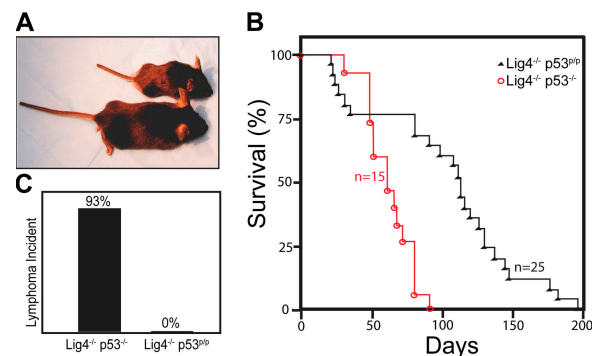 A
B
Survival (%)
100
75
50
25
0
0
50
100
150
200
Days
Lig4-/- p53p/p
Lig4-/- p53-/-
n=15
n=25
C
Lymphoma Incident
93%
0%
Lig4-/- p53-/-
Lig4-/- p53p/p